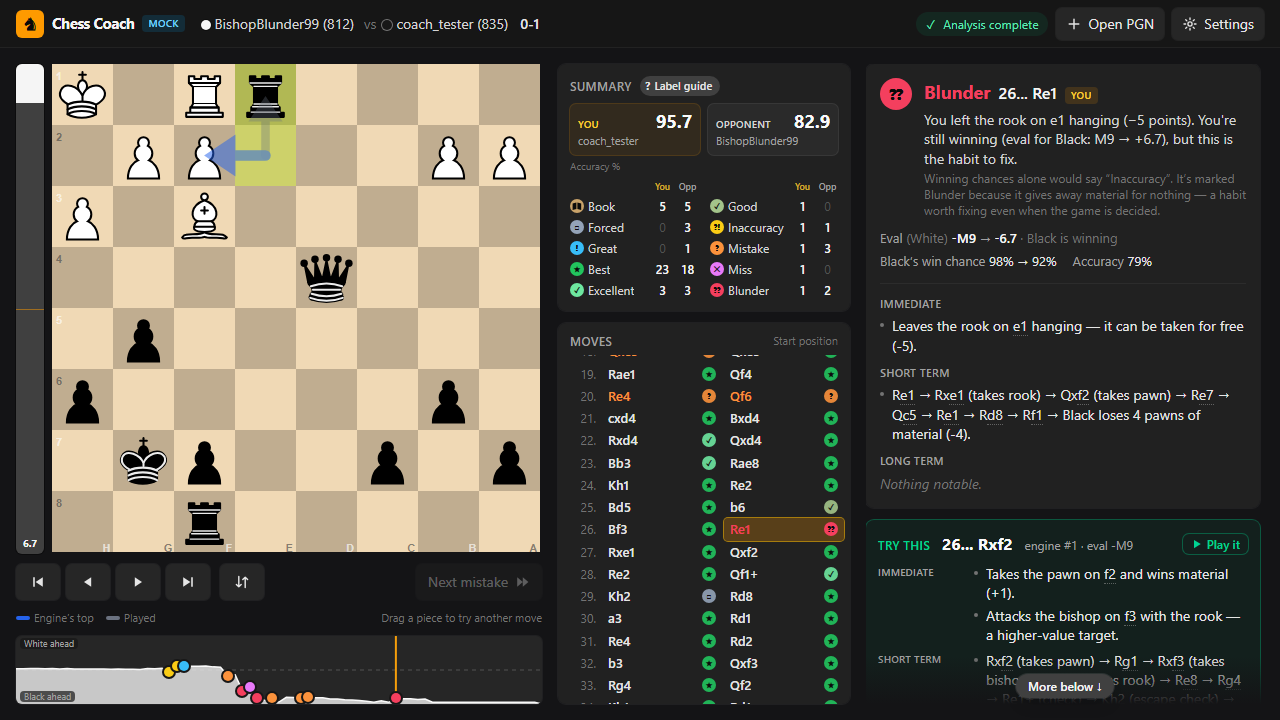 Chess Coach MOCK BishopBlunder99 (812) vs coach_tester (835) 0-1 ✓ Analysis complete + Open PGN Settings
1
2
3
4
5
6
7
8
H G F E D C B A
6.7
Next mistake
Engine's top Played Drag a piece to try another move
White ahead
Black ahead
SUMMARY ? Label guide
YOU 95.7
coach_tester
OPPONENT 82.9
BishopBlunder99
Accuracy %
You Opp You Opp
Book 5 5 Good 1 0
Forced 0 3 Inaccuracy 1 1
Great 0 1 Mistake 1 3
Best 23 18 Miss 1 0
Excellent 3 3 Blunder 1 2
MOVES Start position
19. Rae1 Qf4
20. Re4 Qf6
21. cxd4 Bxd4
22. Rxd4 Qxd4
23. Bb3 Rae8
24. Kh1 Re2
25. Bd5 b6
26. Bf3 Re1
27. Rxe1 Qxf2
28. Re2 Qf1+
29. Kh2 Rd8
30. a3 Rd1
31. Re4 Rd2
32. b3 Qxf3
33. Rg4 Qf2
?? Blunder 26... Re1 YOU
You left the rook on e1 hanging (−5 points). You're
still winning (eval for Black: M9 → +6.7), but this is
the habit to fix.
Winning chances alone would say "Inaccuracy". It's marked
Blunder because it gives away material for nothing — a habit
worth fixing even when the game is decided.
Eval (White) -M9 → -6.7 · Black is winning
Black's win chance 98% → 92% Accuracy 79%
IMMEDIATE
• Leaves the rook on e1 hanging — it can be taken for free
(-5).
SHORT TERM
• Re1 → Rxe1 (takes rook) → Qxf2 (takes pawn) → Re7 →
Qc5 → Re1 → Rd8 → Rf1 → Black loses 4 pawns of
material (-4).
LONG TERM
Nothing notable.
TRY THIS 26... Rxf2 engine #1 · eval -M9 Play it
IMMEDIATE • Takes the pawn on f2 and wins material
(+1).
• Attacks the bishop on f3 with the rook —
a higher-value target.
SHORT TERM • Rxf2 (takes pawn) → Rg1 → Rxf3 (takes
rook) → Re8 → Rg4
More below ↓